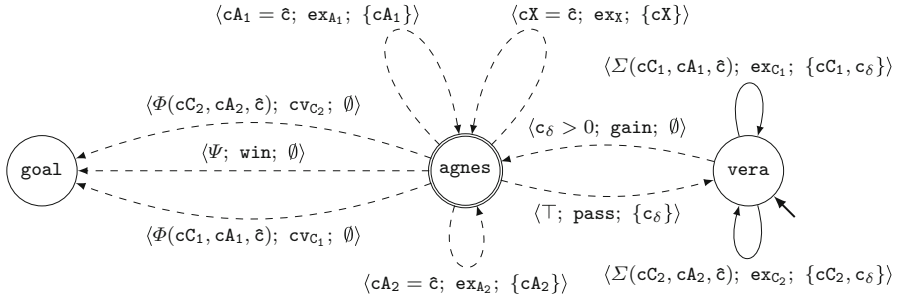 ⟨cA₁ = ĉ; ex_A₁; {cA₁}⟩ ⟨cX = ĉ; ex_X; {cX}⟩
⟨Σ(cC₁, cA₁, ĉ); ex_C₁; {cC₁, c_δ}⟩
⟨Φ(cC₂, cA₂, ĉ); cv_C₂; ∅⟩ ⟨c_δ > 0; gain; ∅⟩
⟨Ψ; win; ∅⟩
goal agnes vera
⟨⊤; pass; {c_δ}⟩
⟨Φ(cC₁, cA₁, ĉ); cv_C₁; ∅⟩
⟨cA₂ = ĉ; ex_A₂; {cA₂}⟩ ⟨Σ(cC₂, cA₂, ĉ); ex_C₂; {cC₂, c_δ}⟩